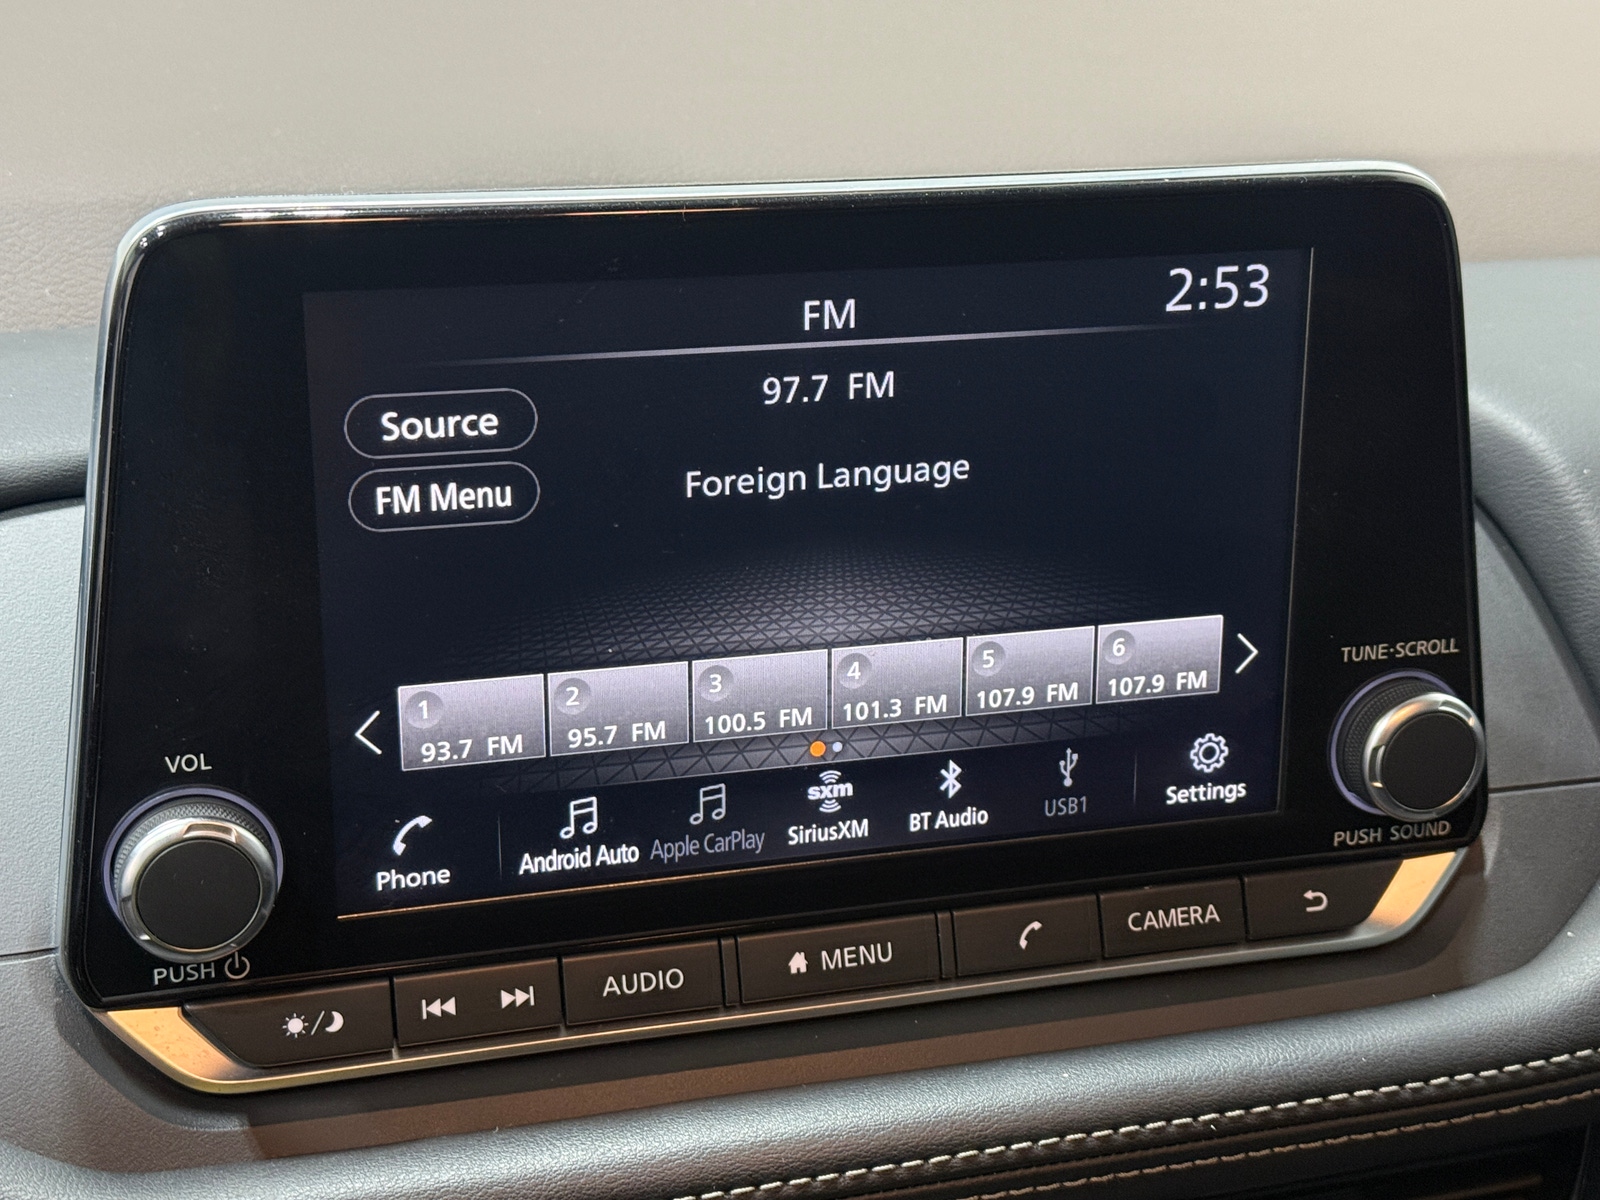 FM
2:53
97.7 FM
Source
FM Menu
Foreign Language
1
93.7 FM
2
95.7 FM
3
100.5 FM
4
101.3 FM
5
107.9 FM
6
107.9 FM
Phone
Android Auto
Apple CarPlay
sxm
SiriusXM
BT Audio
USB1
Settings
VOL
PUSH
TUNE·SCROLL
PUSH SOUND
AUDIO
MENU
CAMERA